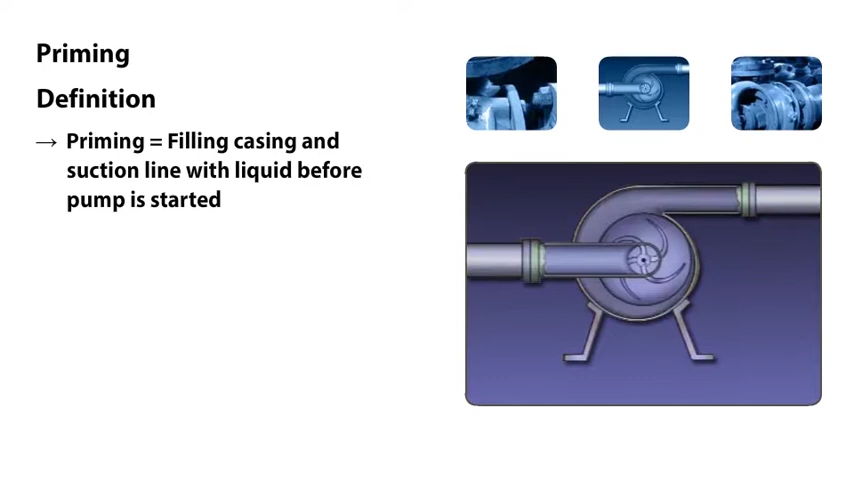 Priming
Definition
→ Priming = Filling casing and
suction line with liquid before
pump is started